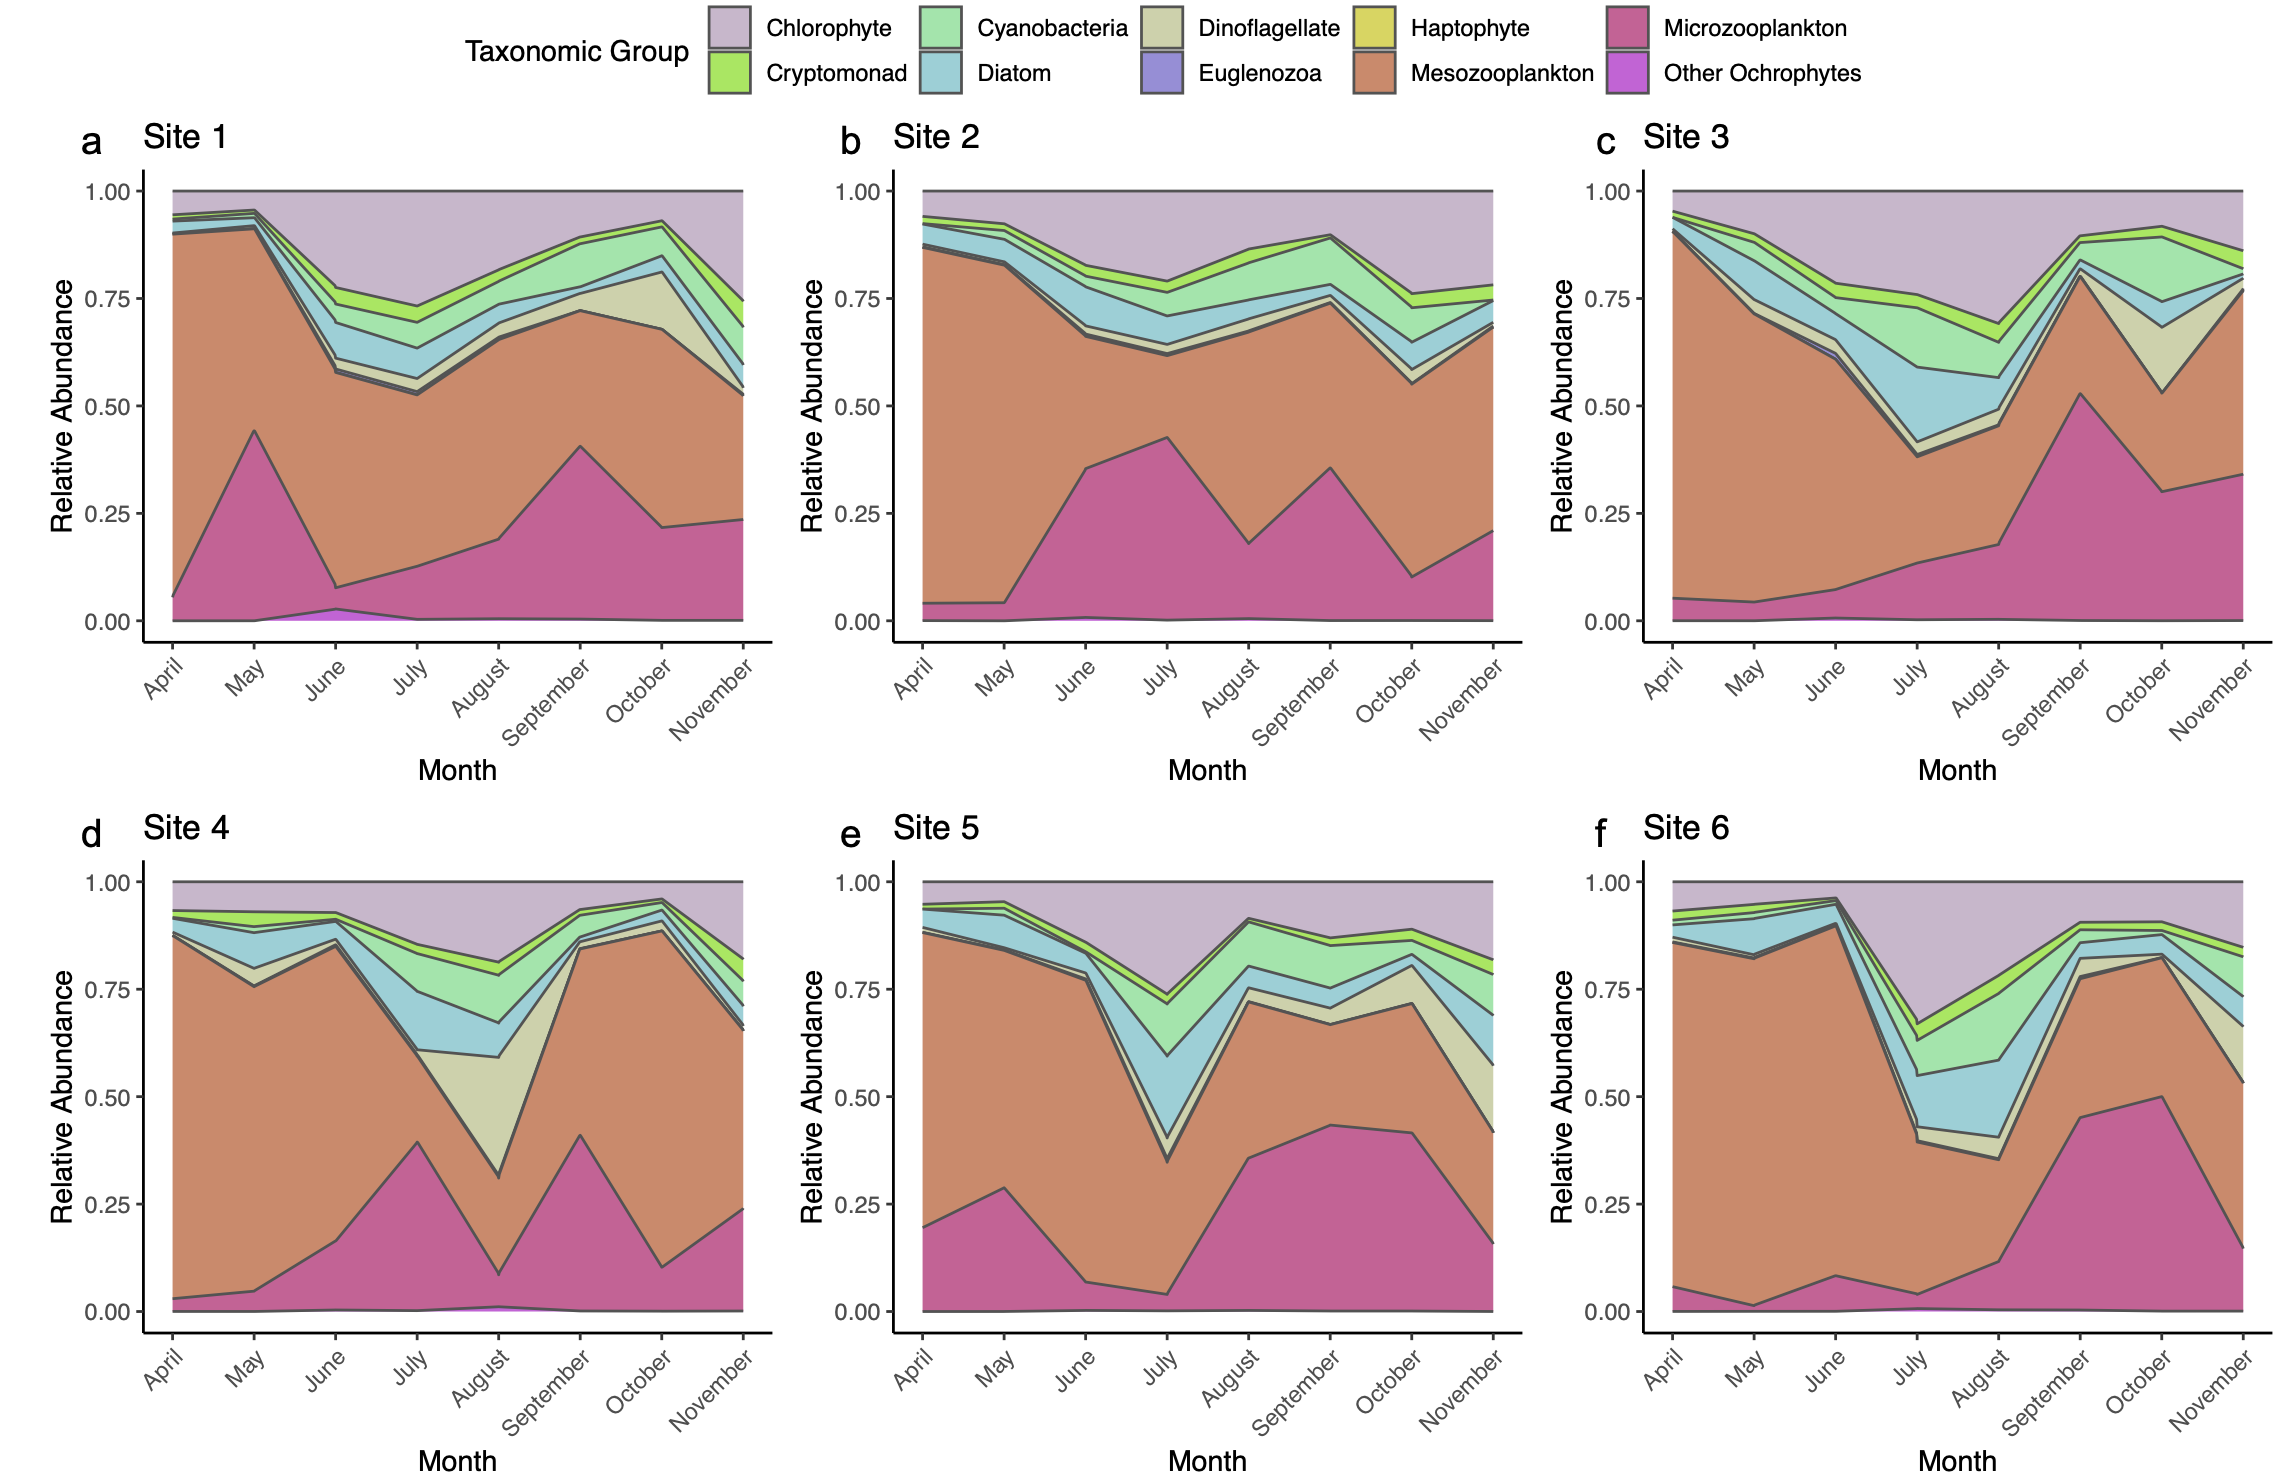 Taxonomic Group
Chlorophyte Cyanobacteria Dinoflagellate Haptophyte Microzooplankton
Cryptomonad Diatom Euglenozoa Mesozooplankton Other Ochrophytes
a Site 1
Relative Abundance
1.00
0.75
0.50
0.25
0.00
April May June July August September October November
Month
b Site 2
Relative Abundance
1.00
0.75
0.50
0.25
0.00
April May June July August September October November
Month
c Site 3
Relative Abundance
1.00
0.75
0.50
0.25
0.00
April May June July August September October November
Month
d Site 4
Relative Abundance
1.00
0.75
0.50
0.25
0.00
April May June July August September October November
Month
e Site 5
Relative Abundance
1.00
0.75
0.50
0.25
0.00
April May June July August September October November
Month
f Site 6
Relative Abundance
1.00
0.75
0.50
0.25
0.00
April May June July August September October November
Month